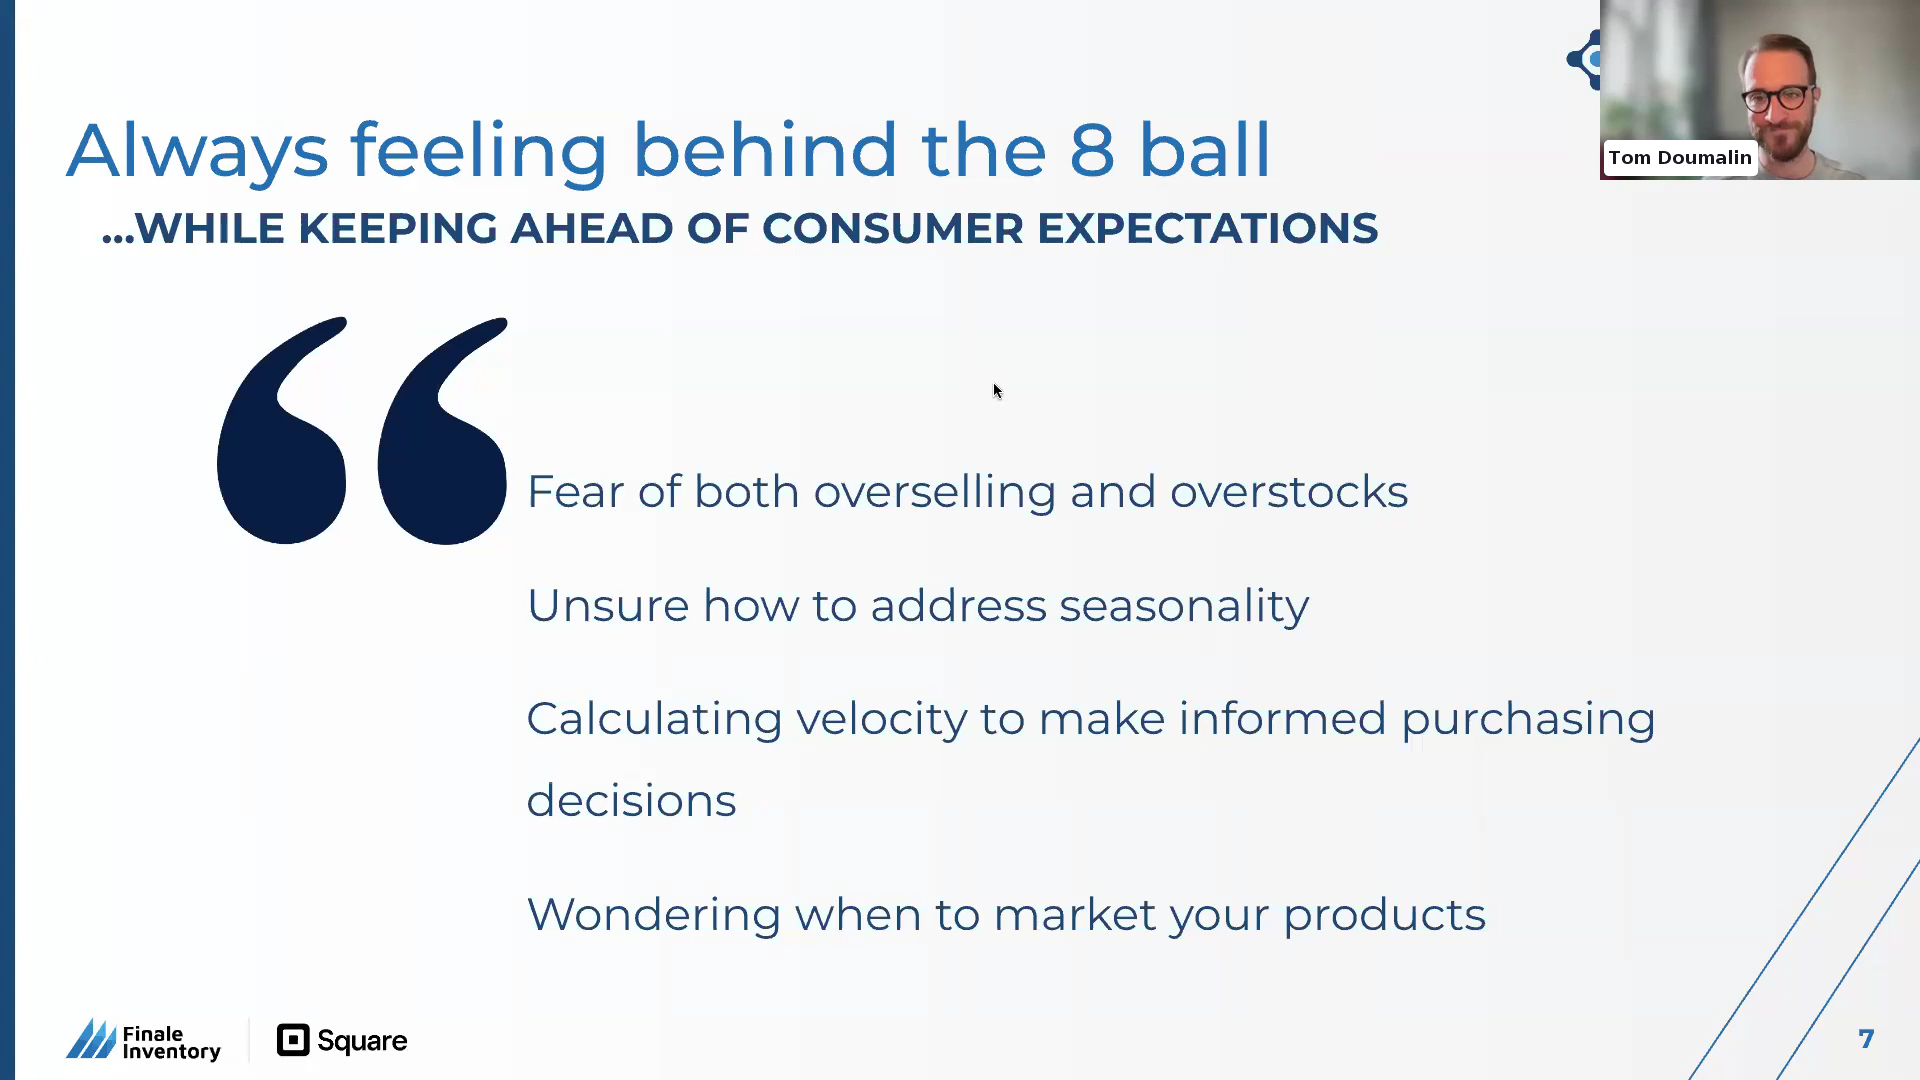 Always feeling behind the 8 ball
...WHILE KEEPING AHEAD OF CONSUMER EXPECTATIONS
Tom Doumalin
Fear of both overselling and overstocks
Unsure how to address seasonality
Calculating velocity to make informed purchasing
decisions
Wondering when to market your products
Finale
Inventory
Square
7